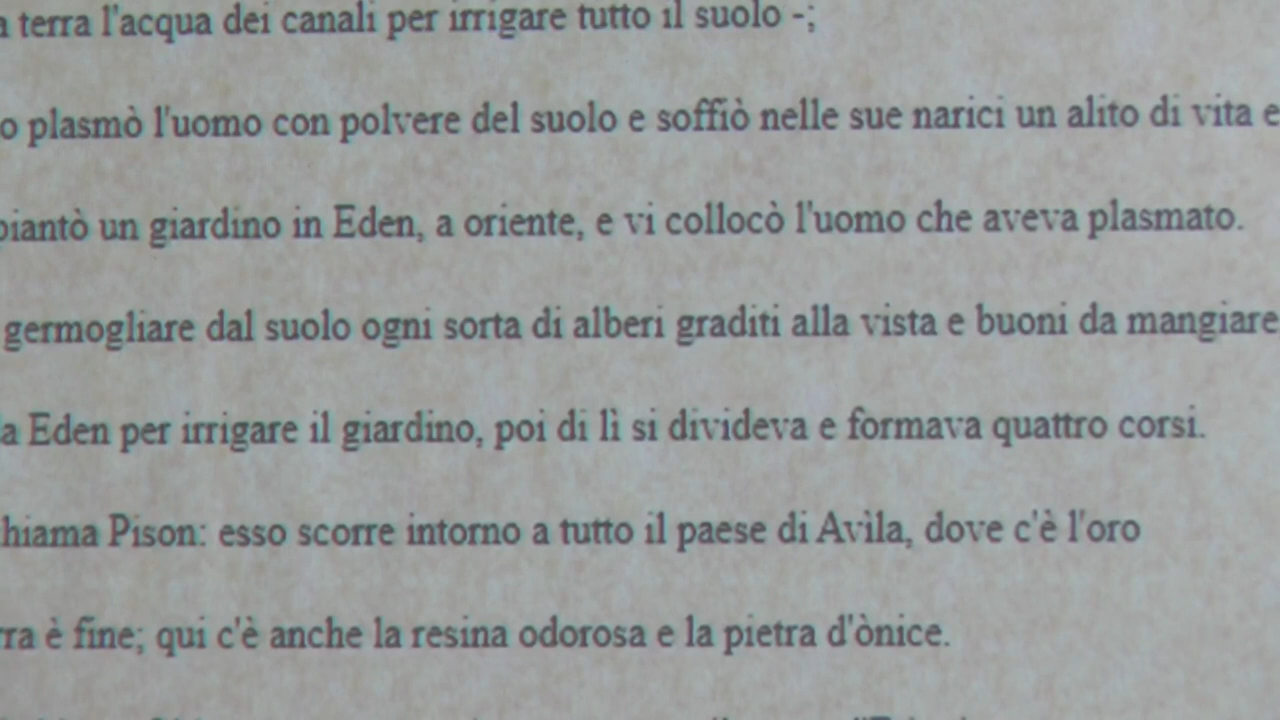 terra l'acqua dei canali per irrigare tutto il suolo -;
plasmò l'uomo con polvere del suolo e soffiò nelle sue narici un alito di vita e
piantò un giardino in Eden, a oriente, e vi collocò l'uomo che aveva plasmato.
germogliare dal suolo ogni sorta di alberi graditi alla vista e buoni da mangiare
a Eden per irrigare il giardino, poi di lì si divideva e formava quattro corsi.
hiama Pison: esso scorre intorno a tutto il paese di Avìla, dove c'è l'oro
rra è fine; qui c'è anche la resina odorosa e la pietra d'ònice.